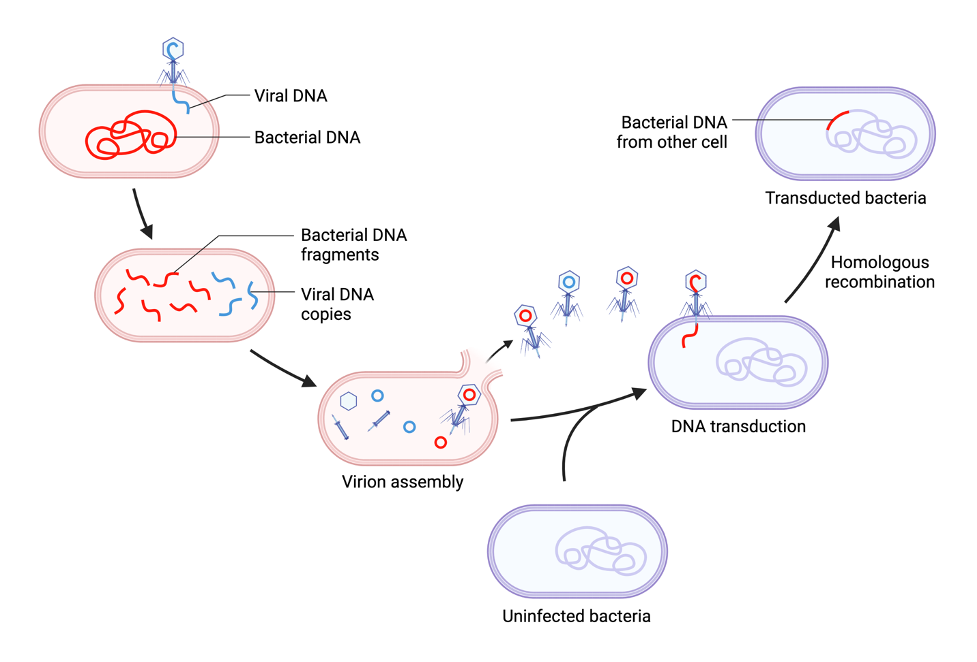 Viral DNA
Bacterial DNA
Bacterial DNA
fragments
Viral DNA
copies
Virion assembly
Uninfected bacteria
DNA transduction
Homologous
recombination
Bacterial DNA
from other cell
Transducted bacteria